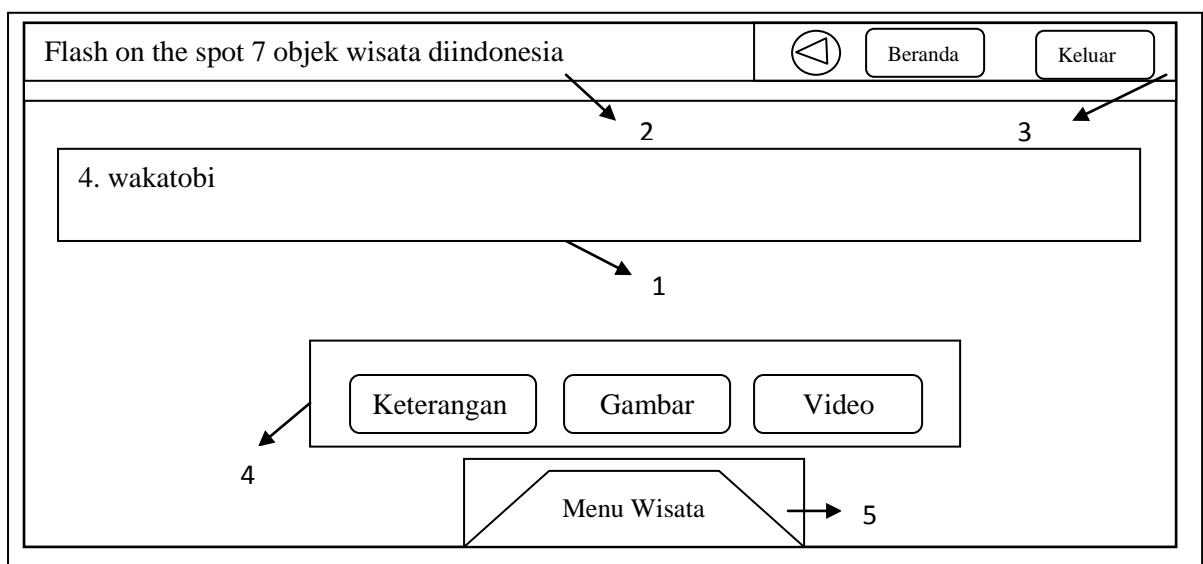 Flash on the spot 7 objek wisata diindonesia
Beranda
Keluar
2
3
4. wakatobi
1
Keterangan
Gambar
Video
4
Menu Wisata
5